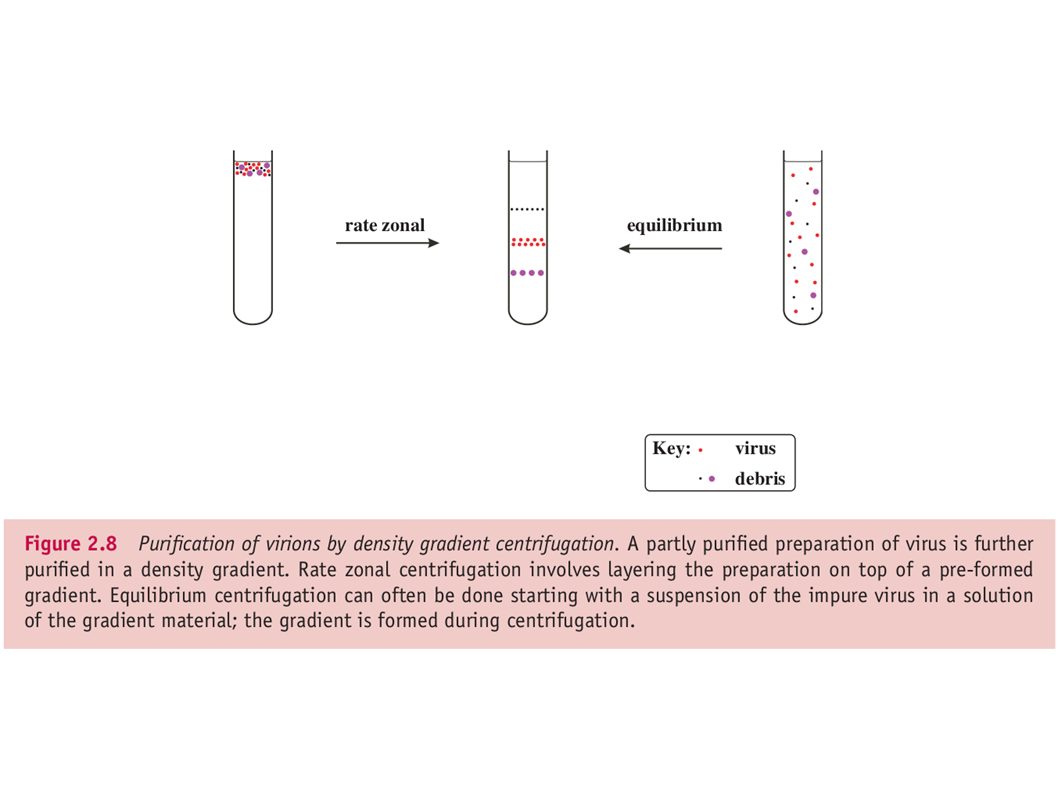 rate zonal
equilibrium
Key: virus
debris
Figure 2.8 Purification of virions by density gradient centrifugation. A partly purified preparation of virus is further
purified in a density gradient. Rate zonal centrifugation involves layering the preparation on top of a pre-formed
gradient. Equilibrium centrifugation can often be done starting with a suspension of the impure virus in a solution
of the gradient material; the gradient is formed during centrifugation.